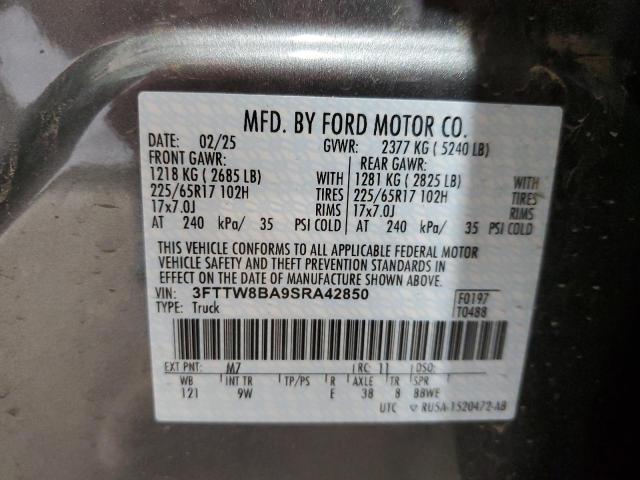 MFD. BY FORD MOTOR CO.
DATE: 02/25 GVWR: 2377 KG ( 5240 LB)
FRONT GAWR: REAR GAWR:
1218 KG ( 2685 LB) WITH 1281 KG ( 2825 LB) WITH
225/65R17 102H TIRES 225/65R17 102H TIRES
17x7.0J RIMS 17x7.0J RIMS
AT 240 kPa/ 35 PSI COLD AT 240 kPa/ 35 PSI COLD
THIS VEHICLE CONFORMS TO ALL APPLICABLE FEDERAL MOTOR
VEHICLE SAFETY AND THEFT PREVENTION STANDARDS IN
EFFECT ON THE DATE OF MANUFACTURE SHOWN ABOVE.
VIN: 3FTTW8BA9SRA42850 F0197
TYPE: Truck T0488
EXT PNT: M7 RC: 11 DSO:
WB INT TR TP/PS R AXLE TR SPR
121 9W E 38 8 BBWE
UTC ▽ RU5A-1520472-AB